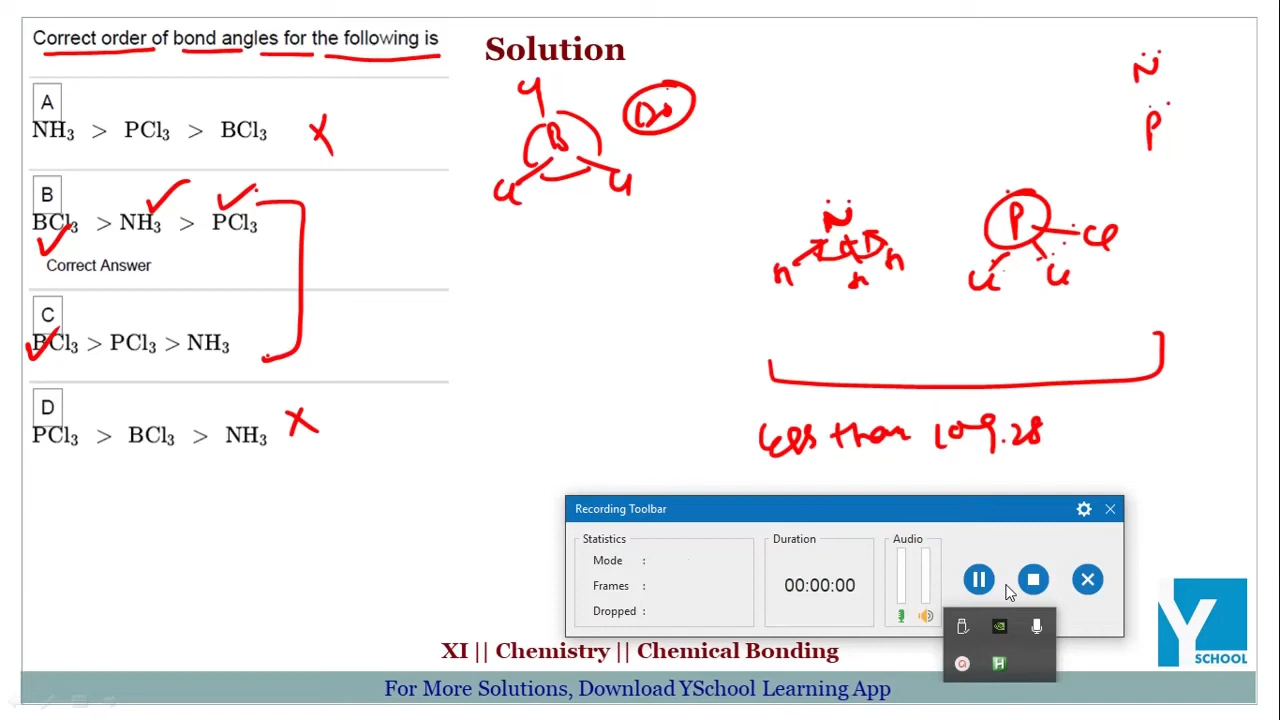 Correct order of bond angles for the following is
Solution
A
NH₃ > PCl₃ > BCl₃
B
BCl₃ > NH₃ > PCl₃
Correct Answer
C
BCl₃ > PCl₃ > NH₃
D
PCl₃ > BCl₃ > NH₃
B
120
N
P
N
P
Cl
less than 109.28
Recording Toolbar
Statistics
Mode :
Frames :
Dropped :
Duration
00:00:00
Audio
XI || Chemistry || Chemical Bonding
Y
SCHOOL
For More Solutions, Download YSchool Learning App